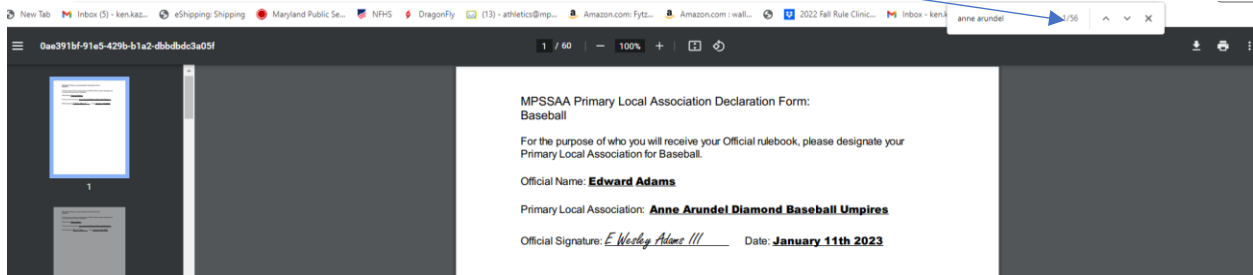 New Tab Inbox (5) - ken.kaz... eShipping: Shipping Maryland Public Se... NFHS DragonFly (13) - athletics@mp... Amazon.com: Fytz... Amazon.com : wall... 2022 Fall Rule Clinic... Inbox - ken.k
anne arundel 1/56
0ae391bf-91e5-429b-b1a2-dbbdbdc3a05f 1 / 60 100%
MPSSAA Primary Local Association Declaration Form:
Baseball
For the purpose of who you will receive your Official rulebook, please designate your
Primary Local Association for Baseball.
Official Name: Edward Adams
1
Primary Local Association: Anne Arundel Diamond Baseball Umpires
Official Signature: E Wesley Adams III Date: January 11th 2023